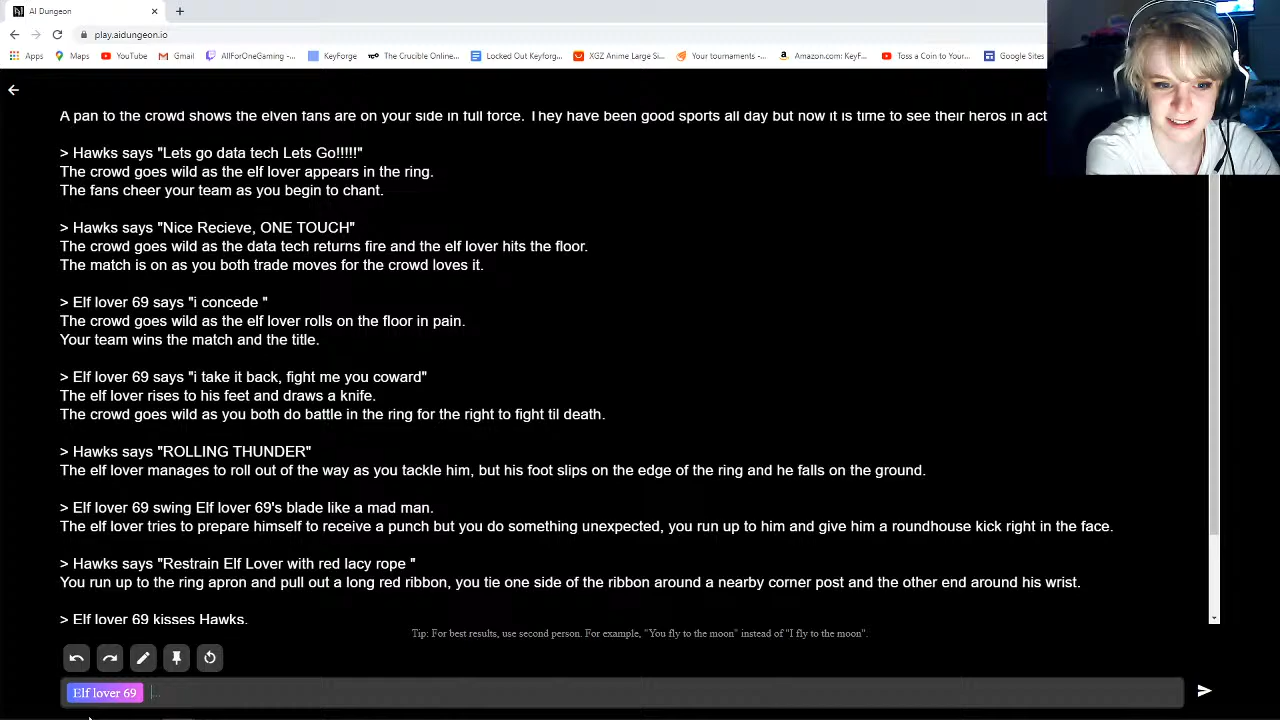 AI Dungeon
play.aidungeon.io
Apps Maps YouTube Gmail AllForOneGaming -... KeyForge The Crucible Online... Locked Out Keyforg... XGZ Anime Large Si... Your tournaments -... Amazon.com: KeyF... Toss a Coin to Your... Google Sites
A pan to the crowd shows the elven fans are on your side in full force. They have been good sports all day but now it is time to see their heros in act
> Hawks says "Lets go data tech Lets Go!!!!!"
The crowd goes wild as the elf lover appears in the ring.
The fans cheer your team as you begin to chant.
> Hawks says "Nice Recieve, ONE TOUCH"
The crowd goes wild as the data tech returns fire and the elf lover hits the floor.
The match is on as you both trade moves for the crowd loves it.
> Elf lover 69 says "i concede "
The crowd goes wild as the elf lover rolls on the floor in pain.
Your team wins the match and the title.
> Elf lover 69 says "i take it back, fight me you coward"
The elf lover rises to his feet and draws a knife.
The crowd goes wild as you both do battle in the ring for the right to fight til death.
> Hawks says "ROLLING THUNDER"
The elf lover manages to roll out of the way as you tackle him, but his foot slips on the edge of the ring and he falls on the ground.
> Elf lover 69 swing Elf lover 69's blade like a mad man.
The elf lover tries to prepare himself to receive a punch but you do something unexpected, you run up to him and give him a roundhouse kick right in the face.
> Hawks says "Restrain Elf Lover with red lacy rope "
You run up to the ring apron and pull out a long red ribbon, you tie one side of the ribbon around a nearby corner post and the other end around his wrist.
> Elf lover 69 kisses Hawks.
Tip: For best results, use second person. For example, "You fly to the moon" instead of "I fly to the moon".
Elf lover 69 ...